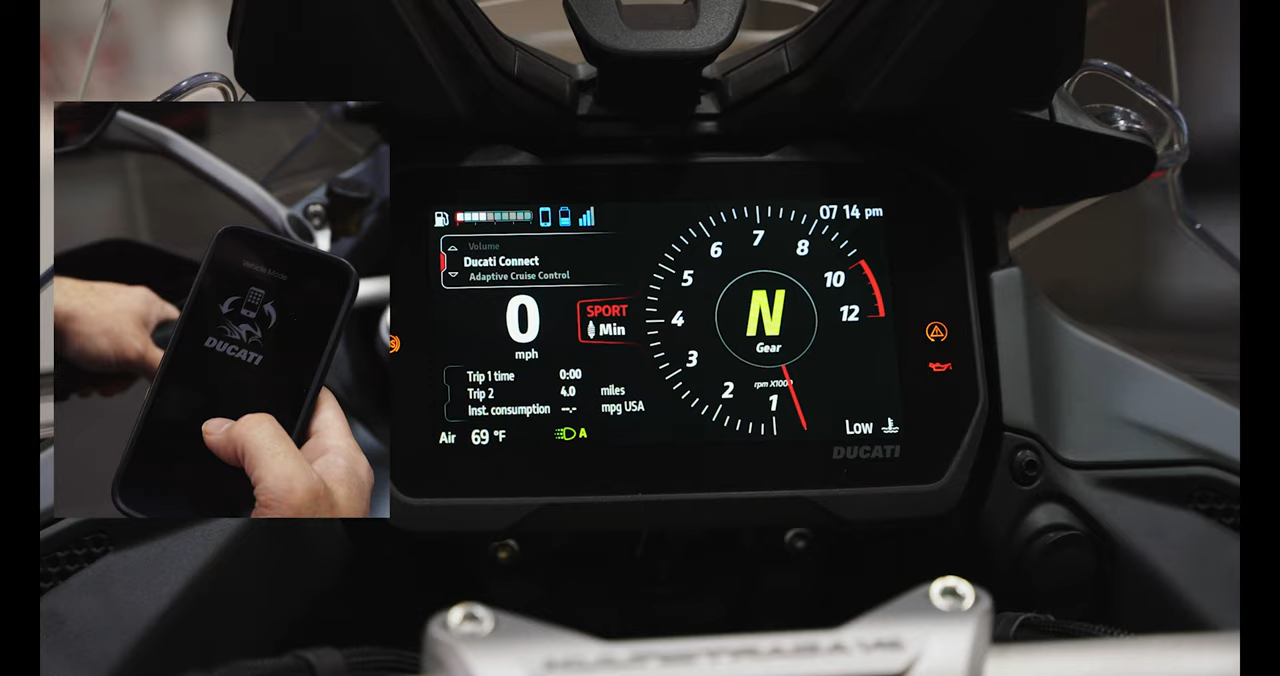 Vehicle Mode
DUCATI
07 14 pm
Volume
Ducati Connect
Adaptive Cruise Control
0
mph
SPORT
Min
Trip 1 time 0:00
Trip 2 4.0 miles
Inst. consumption --.- mpg USA
Air 69 °F
A
1
2
3
4
5
6
7
8
10
12
N
Gear
rpm X1000
Low
DUCATI